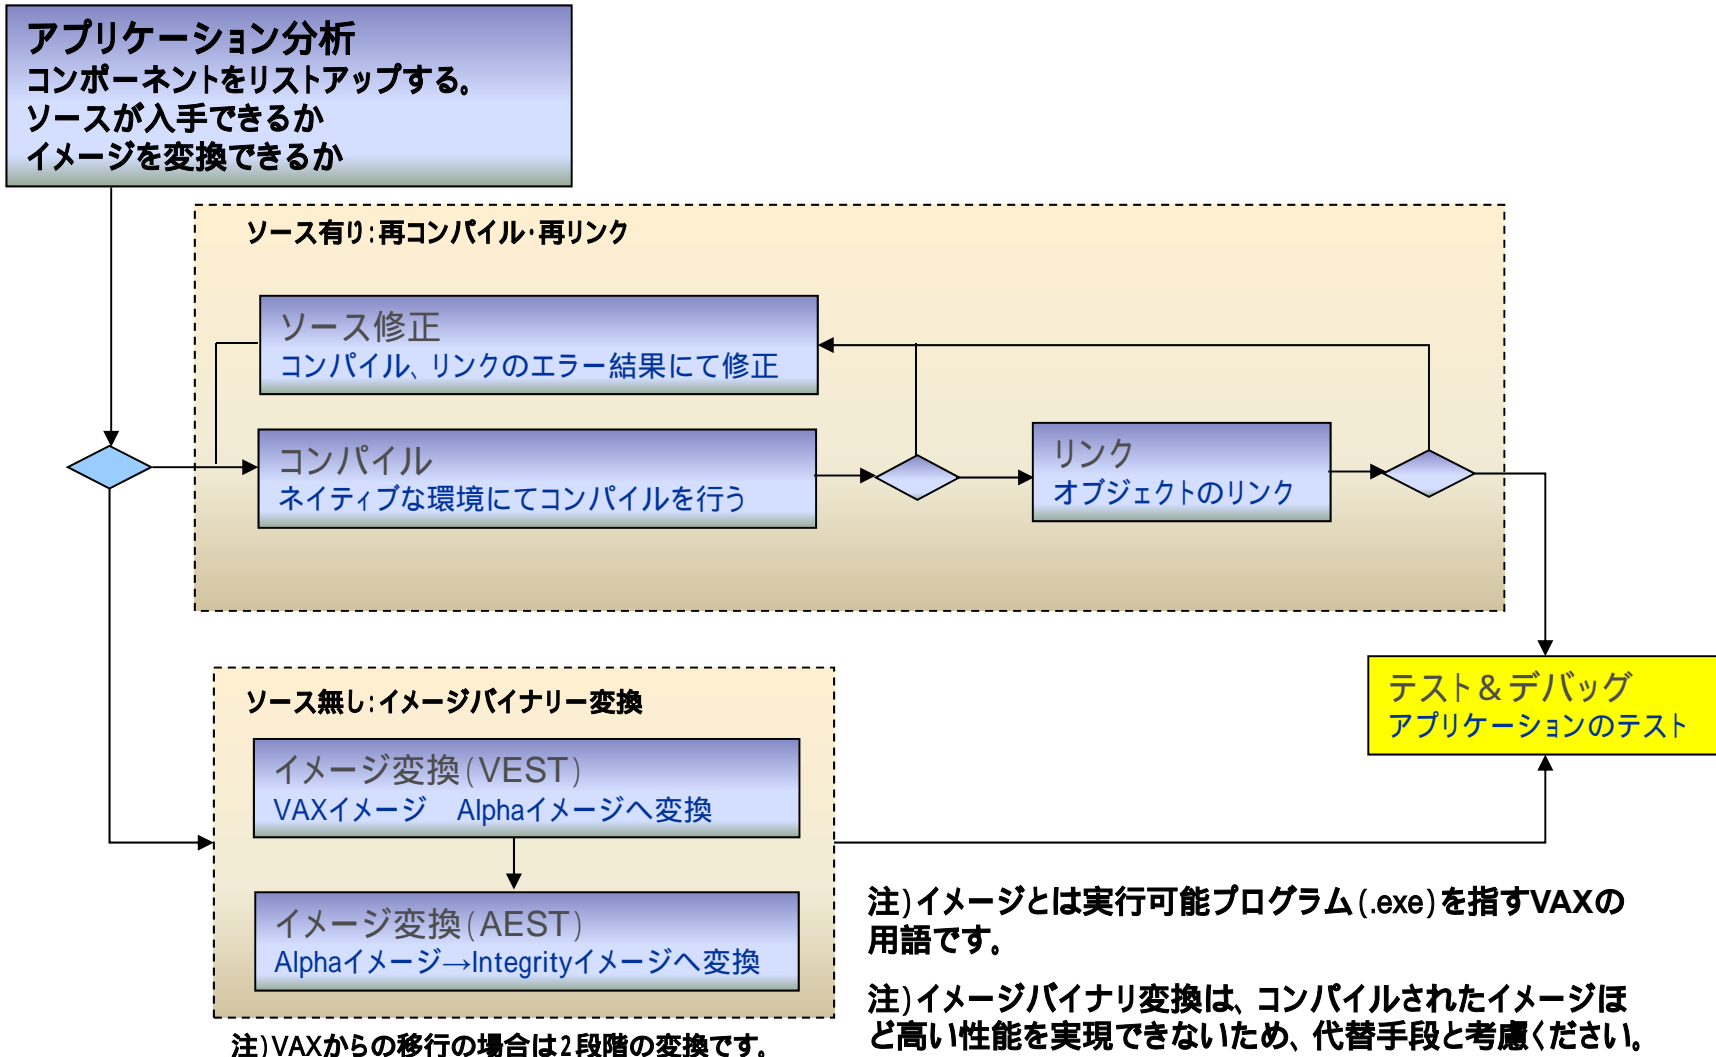 アプリケーション分析
コンポーネントをリストアップする。
ソースが入手できるか
イメージを変換できるか
ソース有り：再コンパイル・再リンク
ソース修正
コンパイル、リンクのエラー結果にて修正
コンパイル
ネイティブな環境にてコンパイルを行う
リンク
オブジェクトのリンク
テスト＆デバッグ
アプリケーションのテスト
ソース無し：イメージバイナリー変換
イメージ変換(VEST)
VAXイメージ　Alphaイメージへ変換
イメージ変換(AEST)
Alphaイメージ→Integrityイメージへ変換
注)VAXからの移行の場合は2段階の変換です。
注)イメージとは実行可能プログラム(.exe)を指すVAXの
用語です。
注)イメージバイナリ変換は、コンパイルされたイメージほ
ど高い性能を実現できないため、代替手段と考慮ください。